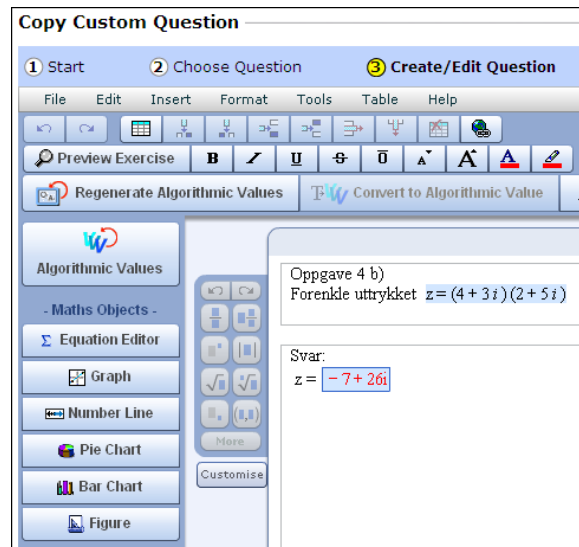 Copy Custom Question
1 Start 2 Choose Question 3 Create/Edit Question
File Edit Insert Format Tools Table Help
Preview Exercise B I U S O A A A
Regenerate Algorithmic Values T W Convert to Algorithmic Value
Algorithmic Values
- Maths Objects -
Σ Equation Editor
Graph
Number Line
Pie Chart
Bar Chart
Figure
More
Customise
Oppgave 4 b)
Forenkle uttrykket z=(4+3i)(2+5i)
Svar:
z = -7+26i